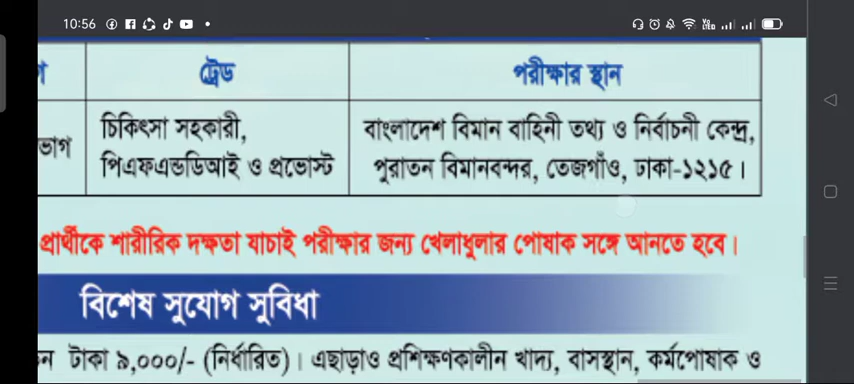 10:56
ট্রেড
পরীক্ষার স্থান
চিকিৎসা সহকারী,
পিএফএন্ডডিআই ও প্রভোস্ট
বাংলাদেশ বিমান বাহিনী তথ্য ও নির্বাচনী কেন্দ্র,
পুরাতন বিমানবন্দর, তেজগাঁও, ঢাকা-১২১৫।
প্রার্থীকে শারীরিক দক্ষতা যাচাই পরীক্ষার জন্য খেলাধুলার পোষাক সঙ্গে আনতে হবে।
বিশেষ সুযোগ সুবিধা
টাকা ৯,০০০/- (নির্ধারিত)। এছাড়াও প্রশিক্ষণকালীন খাদ্য, বাসস্থান, কর্মপোষাক ও